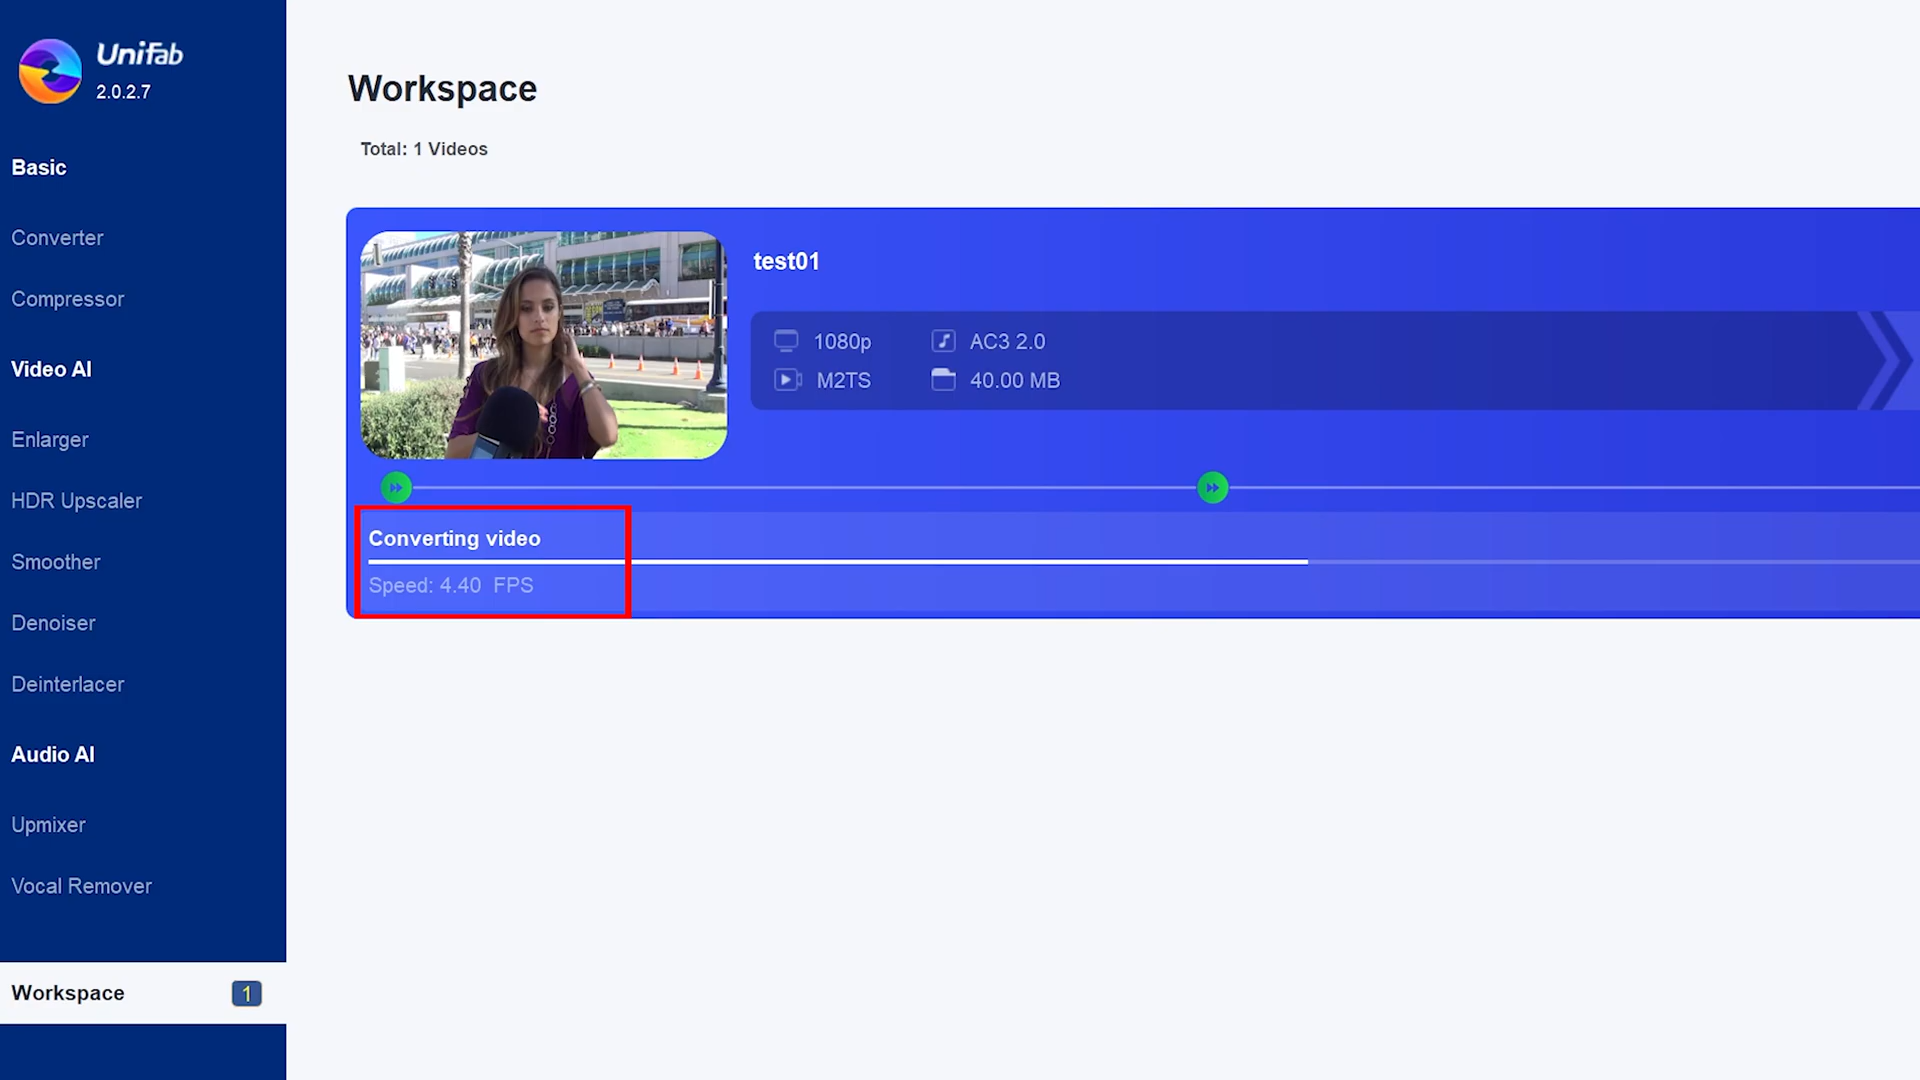 UniFab
2.0.2.7
Basic
Converter
Compressor
Video AI
Enlarger
HDR Upscaler
Smoother
Denoiser
Deinterlacer
Audio AI
Upmixer
Vocal Remover
Workspace 1
Workspace
Total: 1 Videos
test01
1080p AC3 2.0
M2TS 40.00 MB
Converting video
Speed: 4.40 FPS